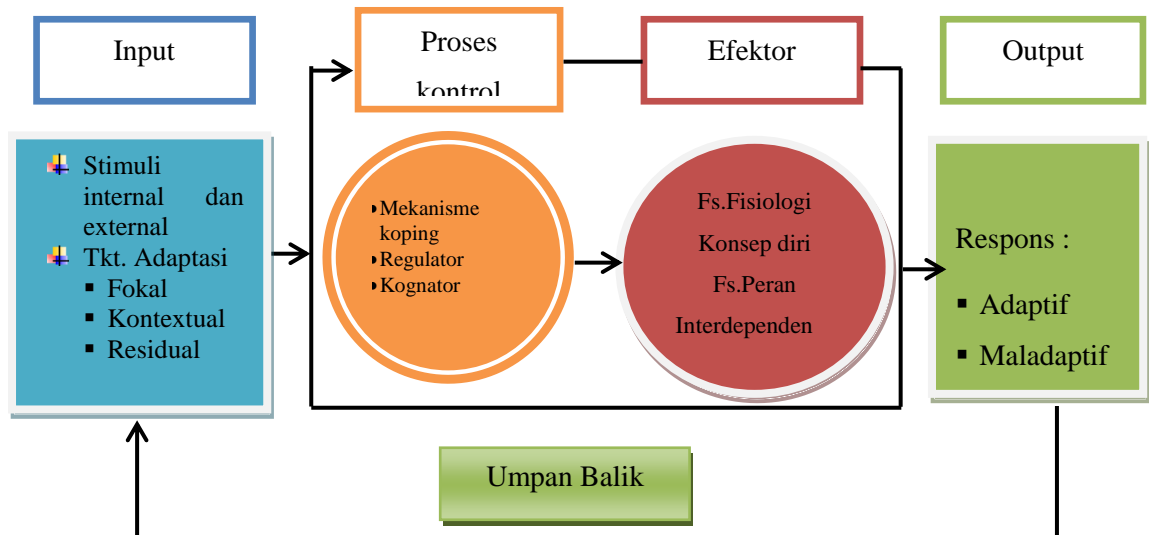 Input
Proses
kontrol
Efektor
Output
Stimuli
internal dan
external
Tkt. Adaptasi
▪ Fokal
▪ Kontextual
▪ Residual
Mekanisme
koping
Regulator
Kognator
Fs.Fisiologi
Konsep diri
Fs.Peran
Interdependen
Respons :
▪ Adaptif
▪ Maladaptif
Umpan Balik